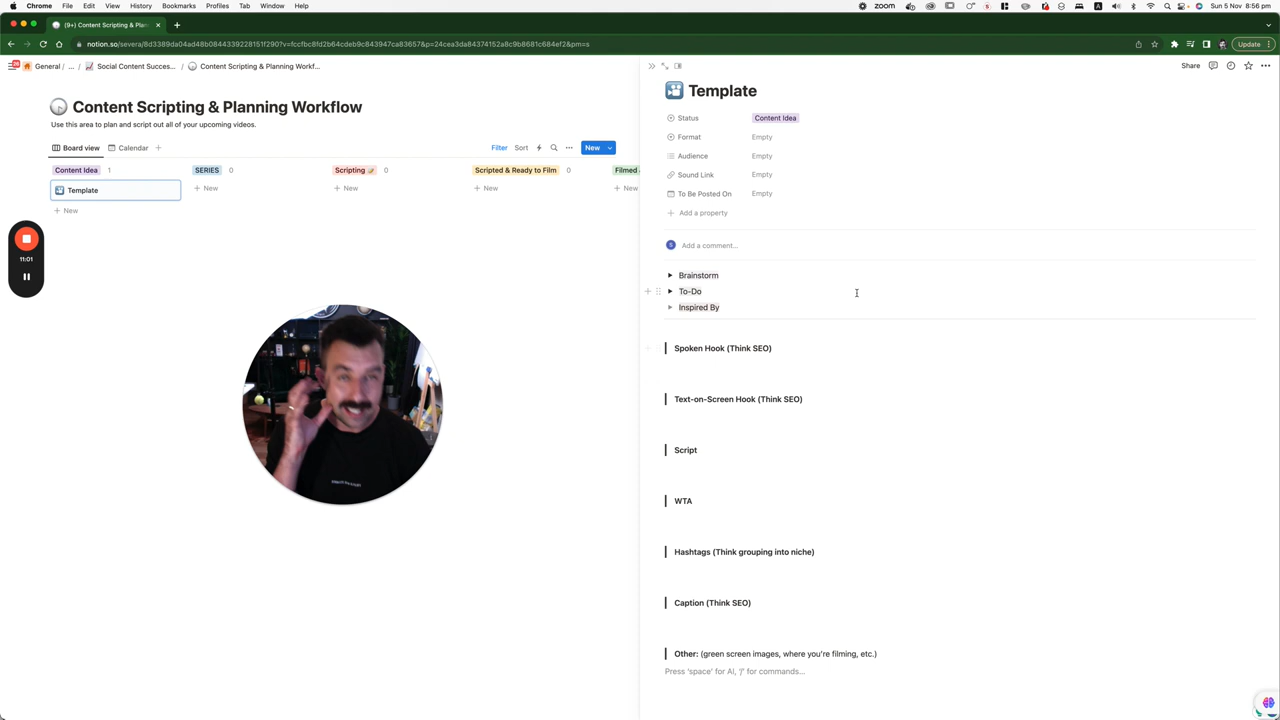 Chrome File Edit View History Bookmarks Profiles Tab Window Help
zoom
Sun 5 Nov 8:56 pm
(9+) Content Scripting & Plan
notion.so/severa/8d3389da04ad48b0844339228151f290?v=fccfbc8fd2b64cdeb9c843947ca83657&p=24cea3da84374152a8c9b8681c684ef2&pm=s
Update
General / ... / Social Content Succes... / Content Scripting & Planning Workf...
Share
Content Scripting & Planning Workflow
Use this area to plan and script out all of your upcoming videos.
Board view Calendar
Filter Sort New
Content Idea 1 SERIES 0 Scripting 0 Scripted & Ready to Film 0 Filmed
Template
+ New + New + New + New
+ New
11:01
Template
Status Content Idea
Format Empty
Audience Empty
Sound Link Empty
To Be Posted On Empty
+ Add a property
S Add a comment...
Brainstorm
To-Do
Inspired By
Spoken Hook (Think SEO)
Text-on-Screen Hook (Think SEO)
Script
WTA
Hashtags (Think grouping into niche)
Caption (Think SEO)
Other: (green screen images, where you're filming, etc.)
Press 'space' for AI, '/' for commands...